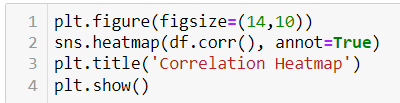 1 plt.figure(figsize=(14,10))
2 sns.heatmap(df.corr(), annot=True)
3 plt.title('Correlation Heatmap')
4 plt.show()